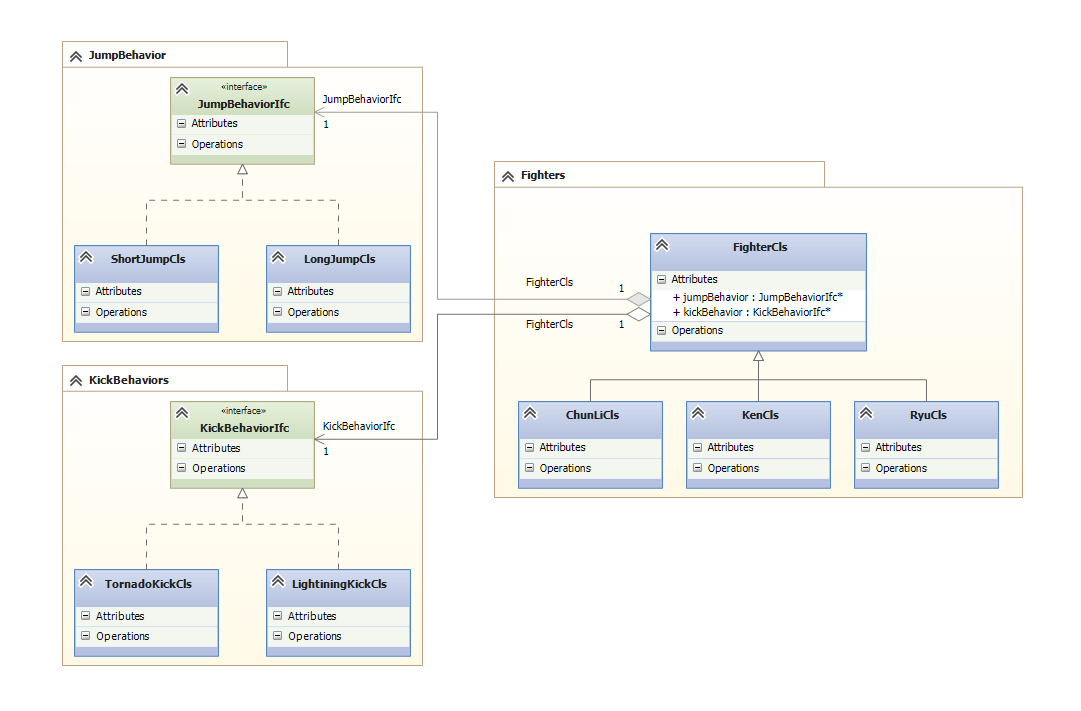 JumpBehavior
«interface»
JumpBehaviorIfc
Attributes
Operations
JumpBehaviorIfc
1
ShortJumpCls
Attributes
Operations
LongJumpCls
Attributes
Operations
KickBehaviors
«interface»
KickBehaviorIfc
Attributes
Operations
KickBehaviorIfc
1
TornadoKickCls
Attributes
Operations
LightiningKickCls
Attributes
Operations
Fighters
FighterCls
Attributes
+ jumpBehavior : JumpBehaviorIfc*
+ kickBehavior : KickBehaviorIfc*
Operations
FighterCls
1
FighterCls
1
ChunLiCls
Attributes
Operations
KenCls
Attributes
Operations
RyuCls
Attributes
Operations